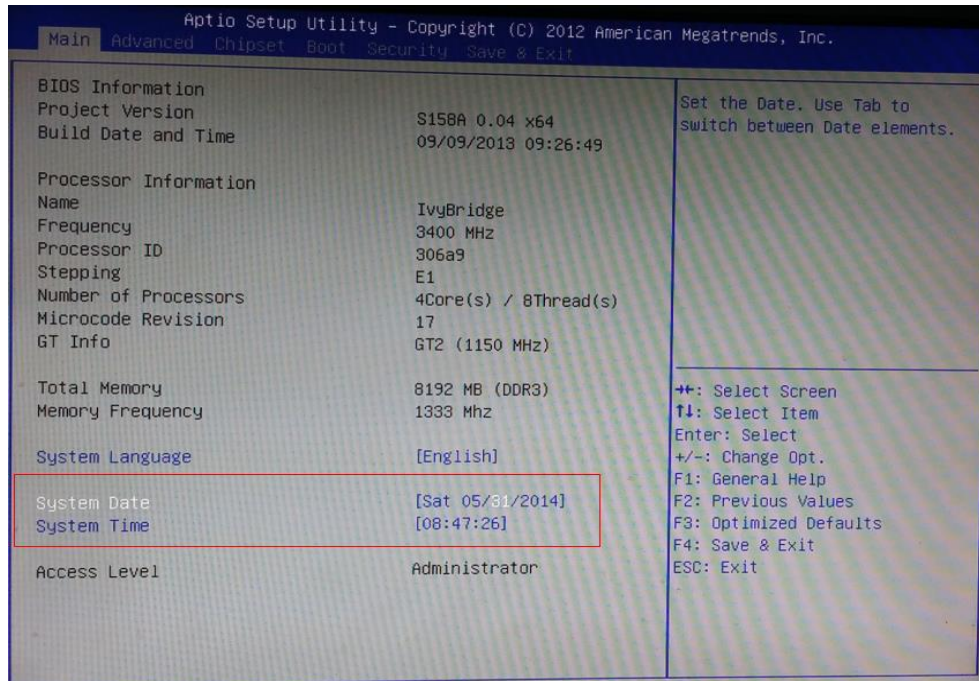 Aptio Setup Utility - Copyright (C) 2012 American Megatrends, Inc.
Main Advanced Chipset Boot Security Save & Exit
BIOS Information
Project Version S158A 0.04 x64
Build Date and Time 09/09/2013 09:26:49
Processor Information
Name IvyBridge
Frequency 3400 MHz
Processor ID 306a9
Stepping E1
Number of Processors 4Core(s) / 8Thread(s)
Microcode Revision 17
GT Info GT2 (1150 MHz)
Total Memory 8192 MB (DDR3)
Memory Frequency 1333 Mhz
System Language [English]
System Date [Sat 05/31/2014]
System Time [08:47:26]
Access Level Administrator
Set the Date. Use Tab to
switch between Date elements.
→←: Select Screen
↑↓: Select Item
Enter: Select
+/-: Change Opt.
F1: General Help
F2: Previous Values
F3: Optimized Defaults
F4: Save & Exit
ESC: Exit